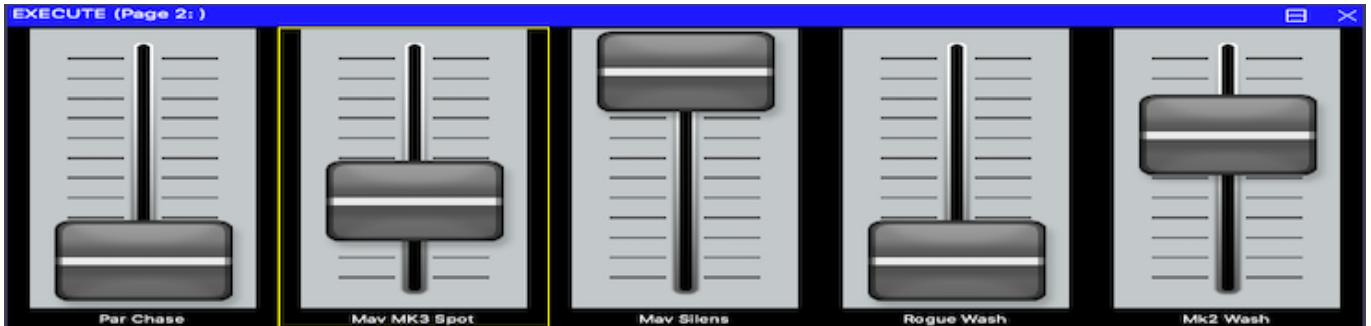 EXECUTE (Page 2: )
Par Chase
Mav MK3 Spot
Mav Silens
Rogue Wash
Mk2 Wash